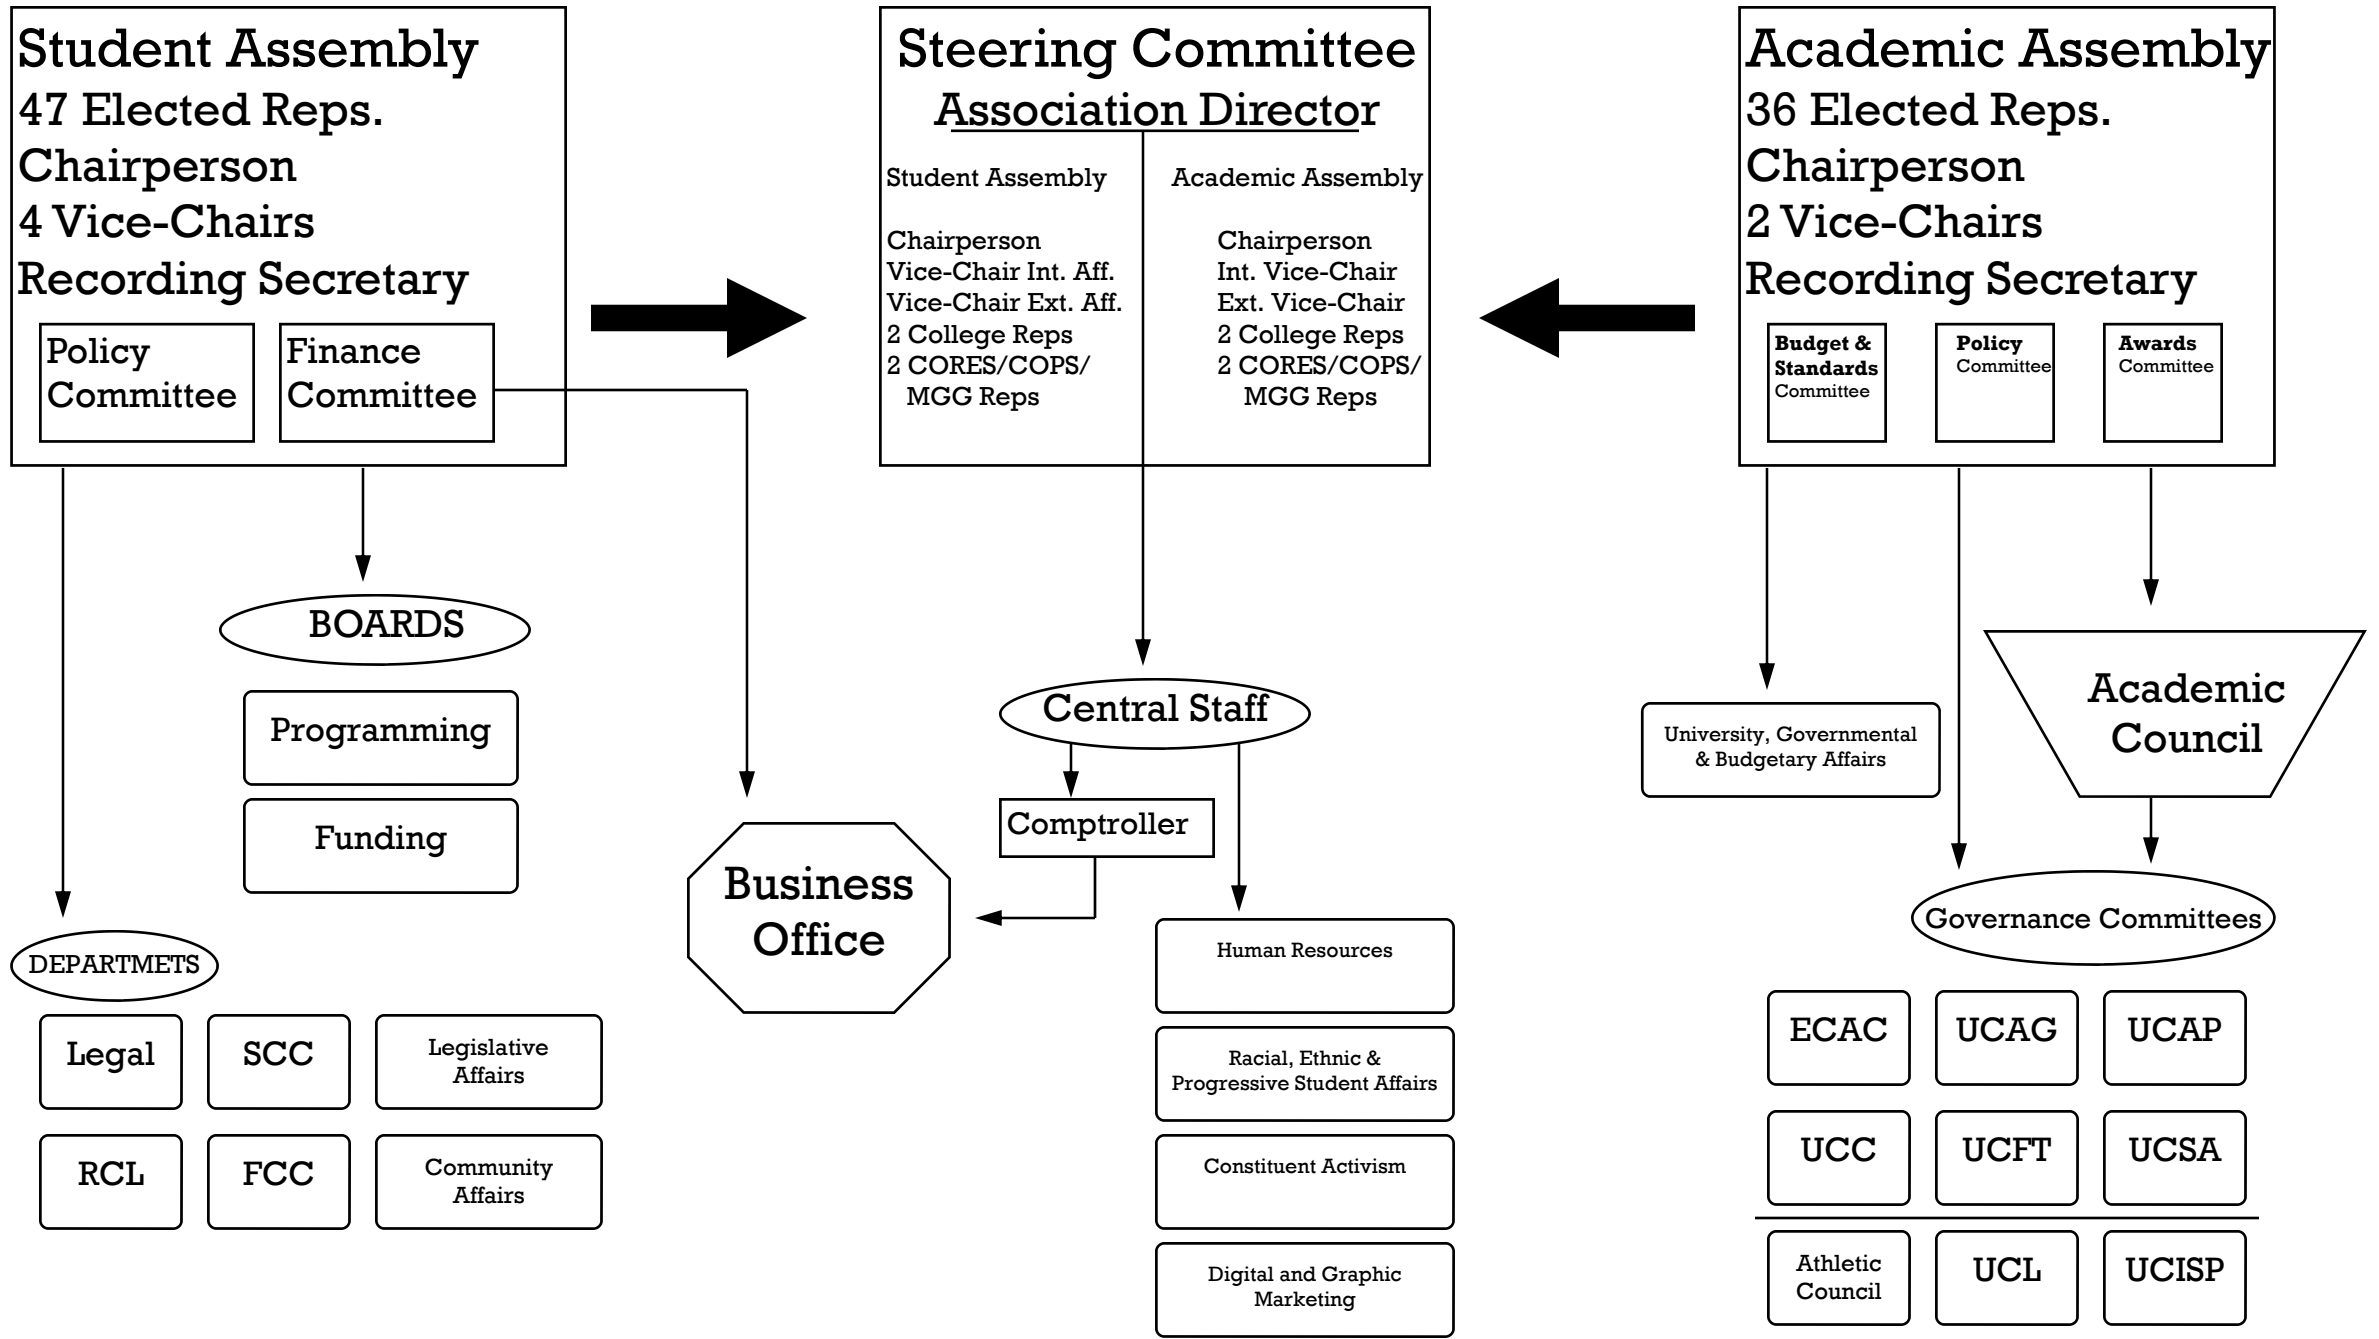 Student Assembly
47 Elected Reps.
Chairperson
4 Vice-Chairs
Recording Secretary
Policy
Committee
Finance
Committee
Steering Committee
Association Director
Student Assembly
Chairperson
Vice-Chair Int. Aff.
Vice-Chair Ext. Aff.
2 College Reps
2 CORES/COPS/
MGG Reps
Academic Assembly
Chairperson
Int. Vice-Chair
Ext. Vice-Chair
2 College Reps
2 CORES/COPS/
MGG Reps
Academic Assembly
36 Elected Reps.
Chairperson
2 Vice-Chairs
Recording Secretary
Budget &
Standards
Committee
Policy
Committee
Awards
Committee
BOARDS
Programming
Funding
DEPARTMETS
Legal
SCC
Legislative
Affairs
RCL
FCC
Community
Affairs
Business
Office
Central Staff
Comptroller
Human Resources
Racial, Ethnic &
Progressive Student Affairs
Constituent Activism
Digital and Graphic
Marketing
University, Governmental
& Budgetary Affairs
Academic
Council
Governance Committees
ECAC
UCAG
UCAP
UCC
UCFT
UCSA
Athletic
Council
UCL
UCISP